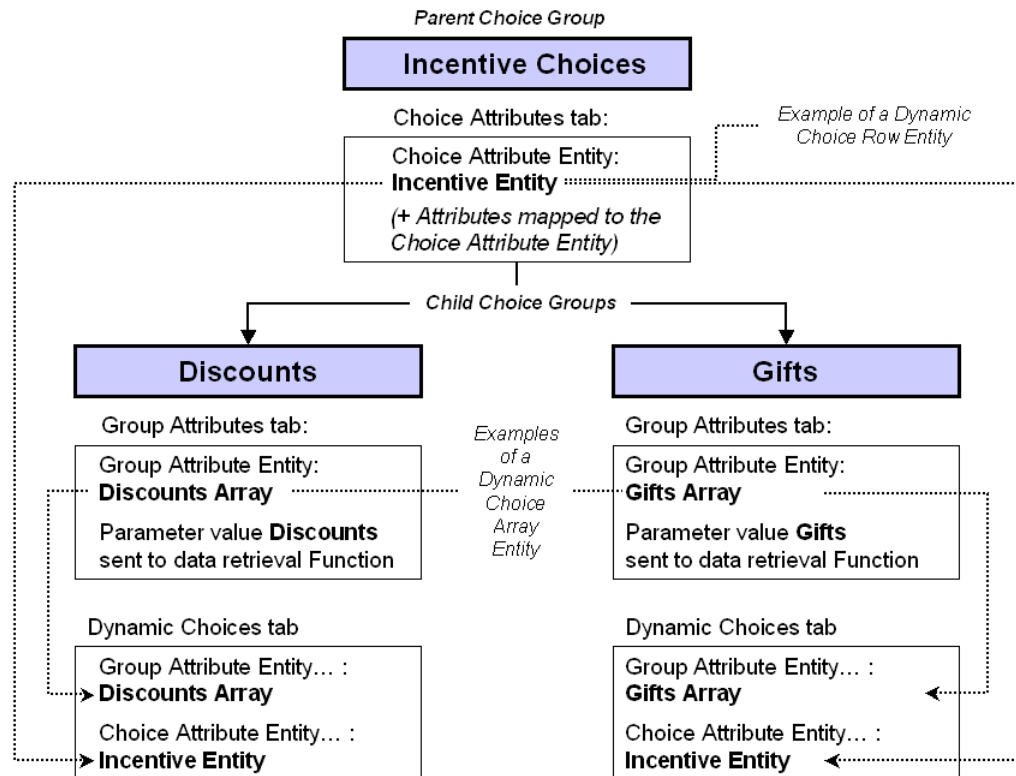 Parent Choice Group
Incentive Choices
Choice Attributes tab:
Example of a Dynamic
Choice Row Entity
Choice Attribute Entity:
Incentive Entity
(+ Attributes mapped to the
Choice Attribute Entity)
Child Choice Groups
Discounts
Group Attributes tab:
Group Attribute Entity:
Discounts Array
Parameter value Discounts
sent to data retrieval Function
Examples
of a
Dynamic
Choice
Array
Entity
Gifts
Group Attributes tab:
Group Attribute Entity:
Gifts Array
Parameter value Gifts
sent to data retrieval Function
Dynamic Choices tab
Group Attribute Entity... :
Discounts Array
Choice Attribute Entity... :
Incentive Entity
Dynamic Choices tab
Group Attribute Entity... :
Gifts Array
Choice Attribute Entity... :
Incentive Entity